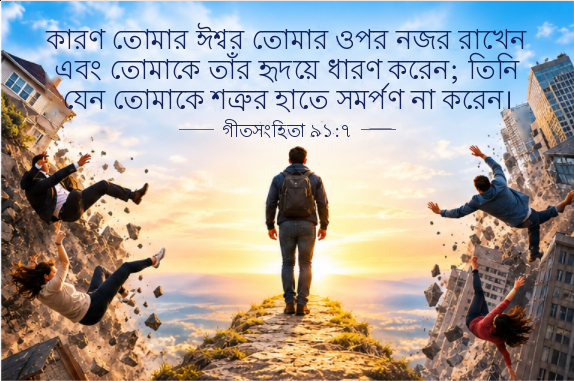 কারণ তোমার ঈশ্বর তোমার ওপর নজর রাখেন
এবং তোমাকে তাঁর হৃদয়ে ধারণ করেন; তিনি
যেন তোমাকে শত্রুর হাতে সমর্পণ না করেন।
গীতসংহিতা ৯১:৭